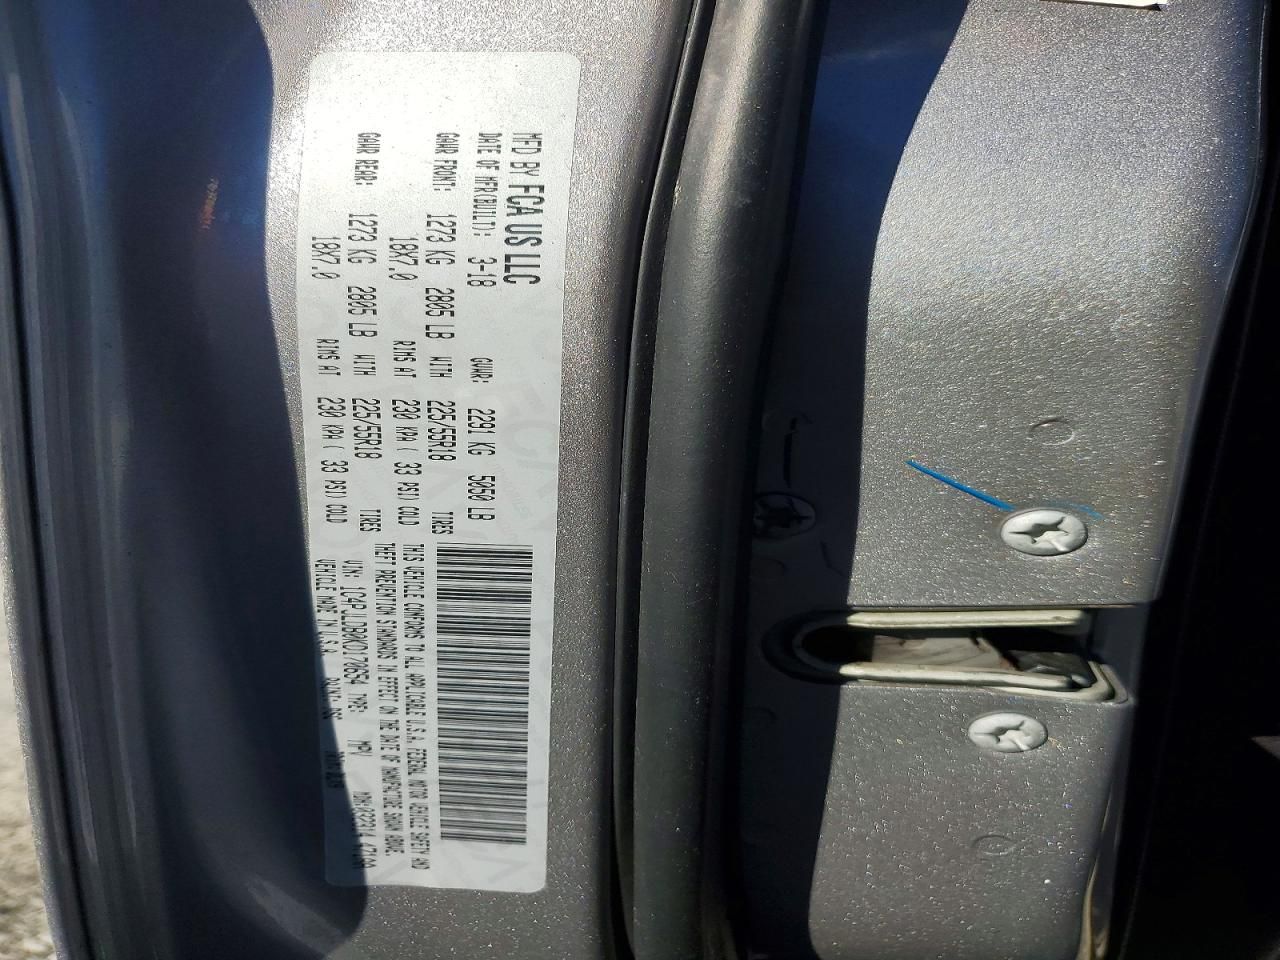 MFD BY FCA US LLC
DATE OF MFR(BUILT): 3-18 GVWR: 2291 KG 5050 LB
GAWR FRONT: 1273 KG 2805 LB WITH 225/55R18 TIRES
18X7.0 RIMS AT 230 KPA ( 33 PSI) COLD
GAWR REAR: 1273 KG 2805 LB WITH 225/55R18 TIRES
18X7.0 RIMS AT 230 KPA ( 33 PSI) COLD
THIS VEHICLE CONFORMS TO ALL APPLICABLE U.S.A. FEDERAL MOTOR VEHICLE SAFETY AND
THEFT PREVENTION STANDARDS IN EFFECT ON THE DATE OF MANUFACTURE SHOWN ABOVE.
VIN: TYPE: MPV
VEHICLE MADE IN U.S.A.